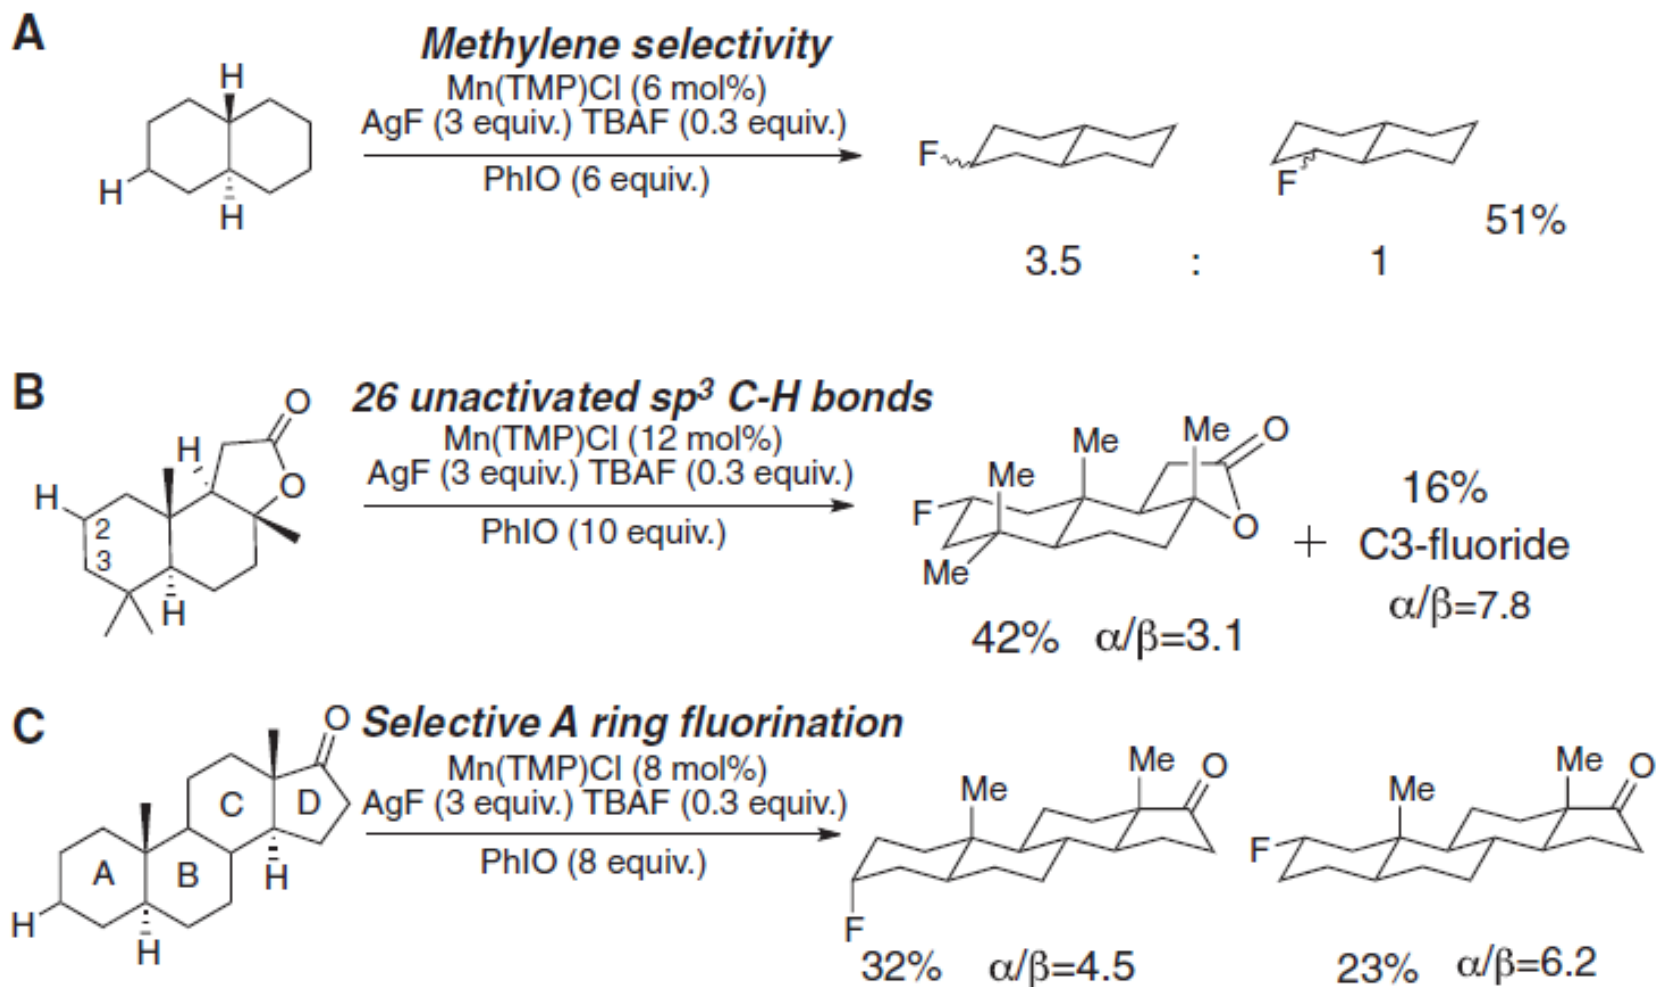 A
Methylene selectivity
Mn(TMP)Cl (6 mol%)
AgF (3 equiv.) TBAF (0.3 equiv.)
PhIO (6 equiv.)
H
H
H
F
F
51%
3.5 : 1
B
26 unactivated sp³ C-H bonds
Mn(TMP)Cl (12 mol%)
AgF (3 equiv.) TBAF (0.3 equiv.)
PhIO (10 equiv.)
O
H
O
H
2
3
H
Me
Me
Me
O
F
O
Me
42% α/β=3.1
+
16%
C3-fluoride
α/β=7.8
C
Selective A ring fluorination
Mn(TMP)Cl (8 mol%)
AgF (3 equiv.) TBAF (0.3 equiv.)
PhIO (8 equiv.)
O
C
D
A
B
H
H
H
Me
O
Me
F
32% α/β=4.5
Me
O
Me
F
23% α/β=6.2